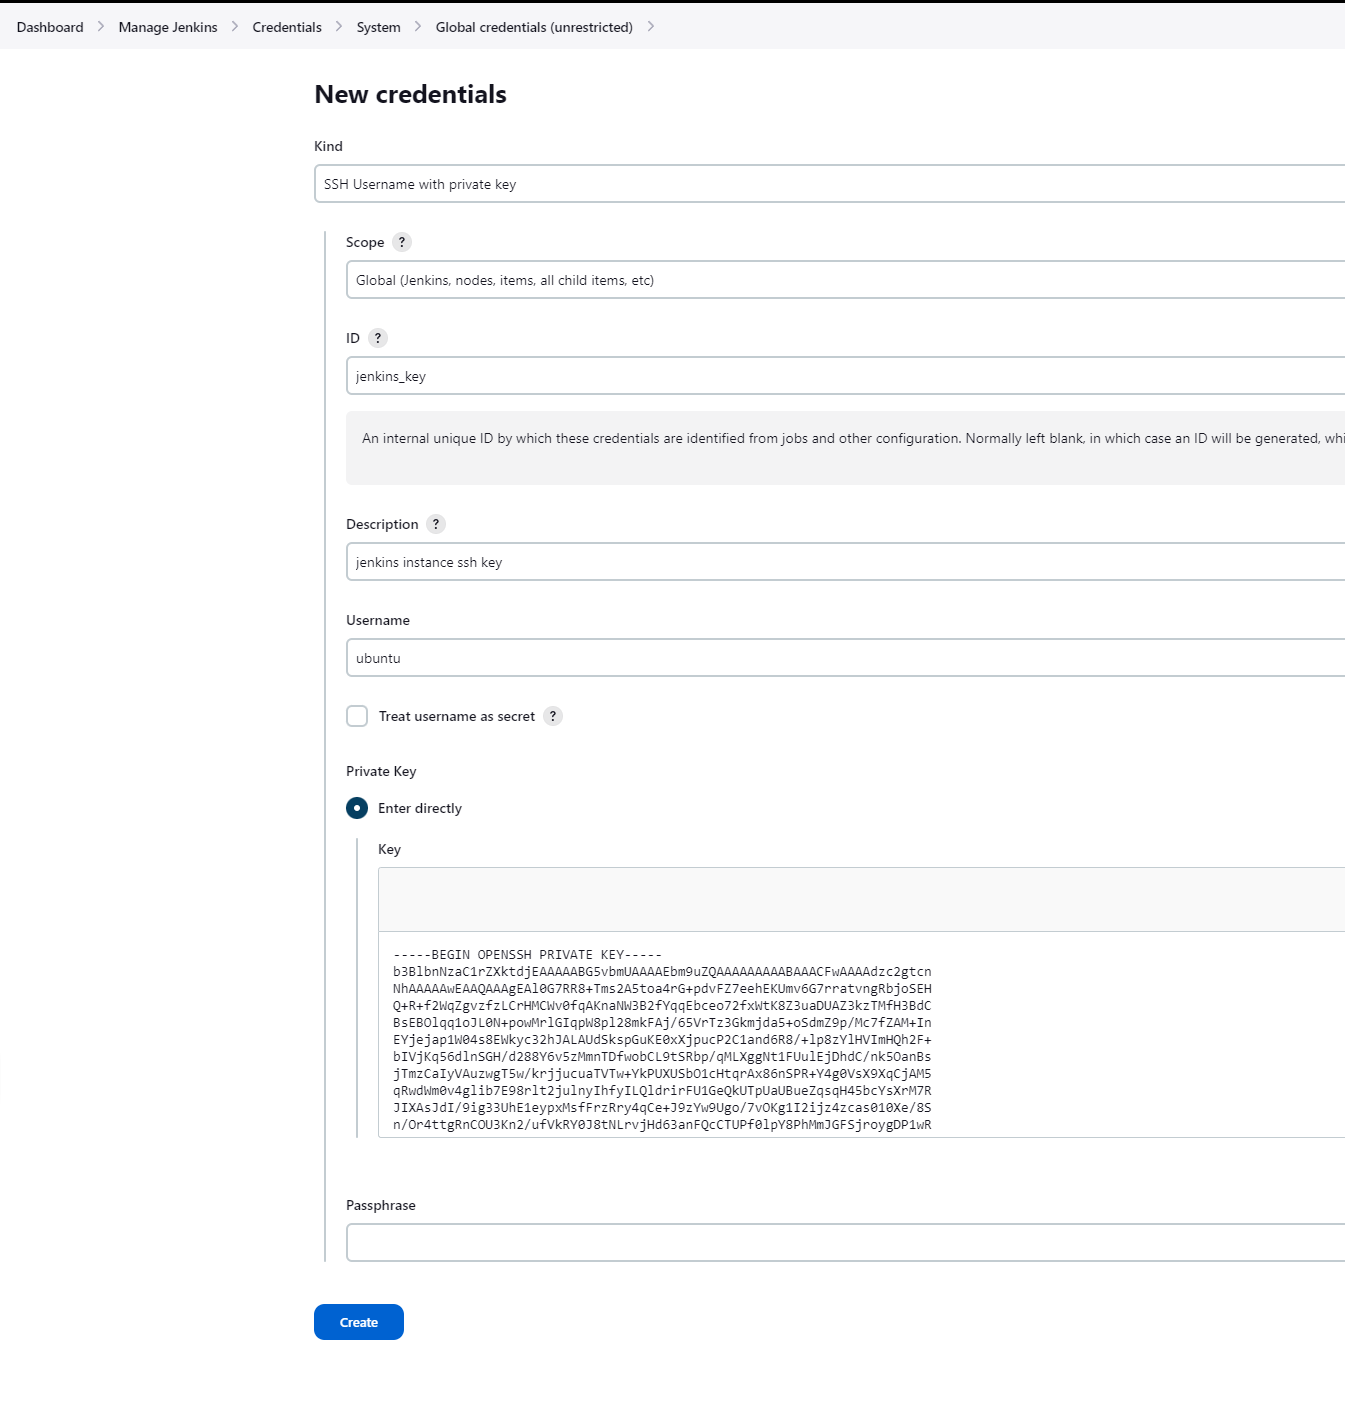 Dashboard > Manage Jenkins > Credentials > System > Global credentials (unrestricted) >
New credentials
Kind
SSH Username with private key
Scope ?
Global (Jenkins, nodes, items, all child items, etc)
ID ?
jenkins_key
An internal unique ID by which these credentials are identified from jobs and other configuration. Normally left blank, in which case an ID will be generated, whi
Description ?
jenkins instance ssh key
Username
ubuntu
Treat username as secret ?
Private Key
Enter directly
Key
-----BEGIN OPENSSH PRIVATE KEY-----
b3BlbnNzaC1rZXktdjEAAAAABG5vbmUAAAAEbm9uZQAAAAAAAAABAAACFwAAAAdzc2gtcn
NhAAAAAwEAAQAAAgEAl0G7RR8+Tms2A5toa4rG+pdvFZ7eehEKUmv6G7rratvngRbjoSEH
Q+R+f2WqZgvzfzLCrHMCWv0fqAKnaNW3B2fYqqEbceo72fxWtK8Z3uaDUAZ3kzTMfH3BdC
BsEBOlqq1oJL0N+powMrlGIqpW8pl28mkFAj/65VrTz3Gkmjda5+oSdmZ9p/Mc7fZAM+In
EYjejap1W04s8EWkyc32hJALAUdSkspGuKE0xXjpucP2C1and6R8/+lp8zYlHVImHQh2F+
bIVjKq56dlnSGH/d288Y6v5zMmnTDfwobCL9tSRbp/qMLXggNt1FUulEjDhdC/nk5OanBs
jTmzCaIyVAuzwgT5w/krjjucuaTVTw+YkPUXUSbO1cHtqrAx86nSPR+Y4g0VsX9XqCjAM5
qRwdWm0v4glib7E98rlt2julnyIhfyILQldrirFU1GeQkUTpUaUBueZqsqH45bcYsXrM7R
JIXAsJdI/9ig33UhE1eypxMsfFrzRry4qCe+J9zYw9Ugo/7vOKg1I2ijz4zcas010Xe/8S
n/Or4ttgRnCOU3Kn2/ufVkRY0J8tNLrvjHd63anFQcCTUPf0lpY8PhMmJGFSjroygDP1wR
Passphrase
Create